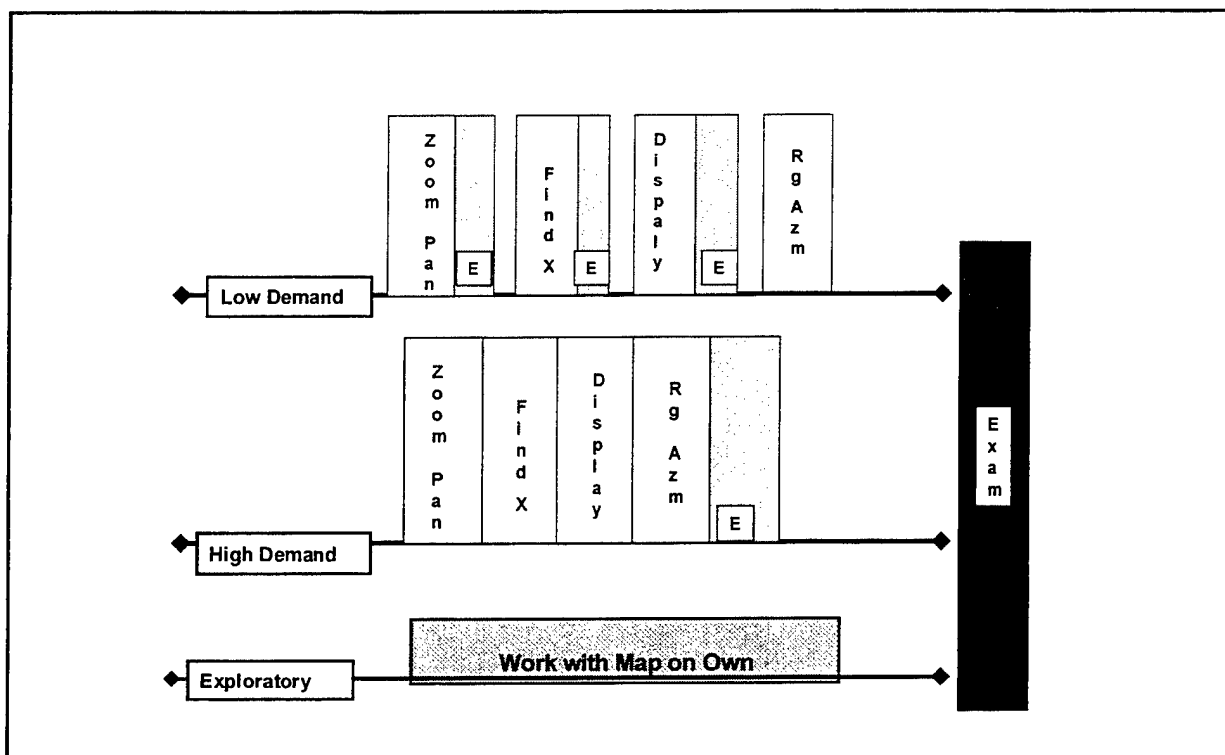 Zoom Pan
E
Find X
E
Dispaly
E
Rg Azm
Low Demand
Zoom Pan
Find X
Display
Rg Azm
E
High Demand
Exam
Work with Map on Own
Exploratory